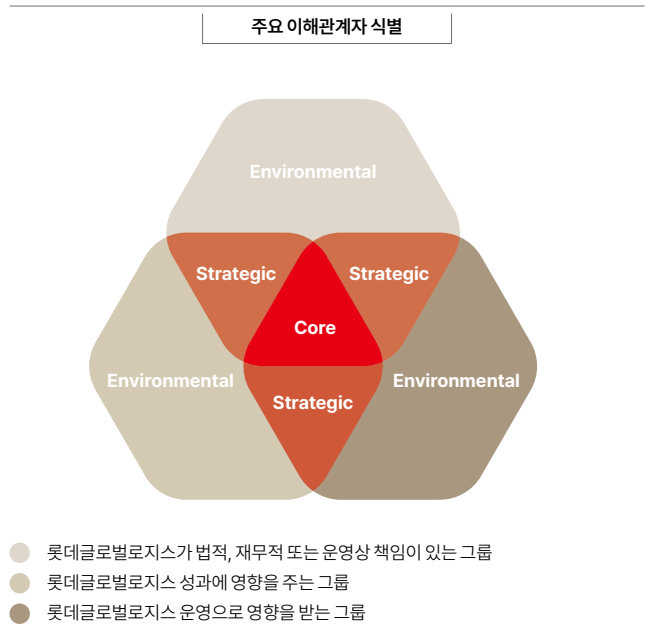 주요 이해관계자 식별
Environmental
Strategic
Strategic
Core
Environmental
Environmental
Strategic
롯데글로벌로지스가 법적, 재무적 또는 운영상 책임이 있는 그룹
롯데글로벌로지스 성과에 영향을 주는 그룹
롯데글로벌로지스 운영으로 영향을 받는 그룹